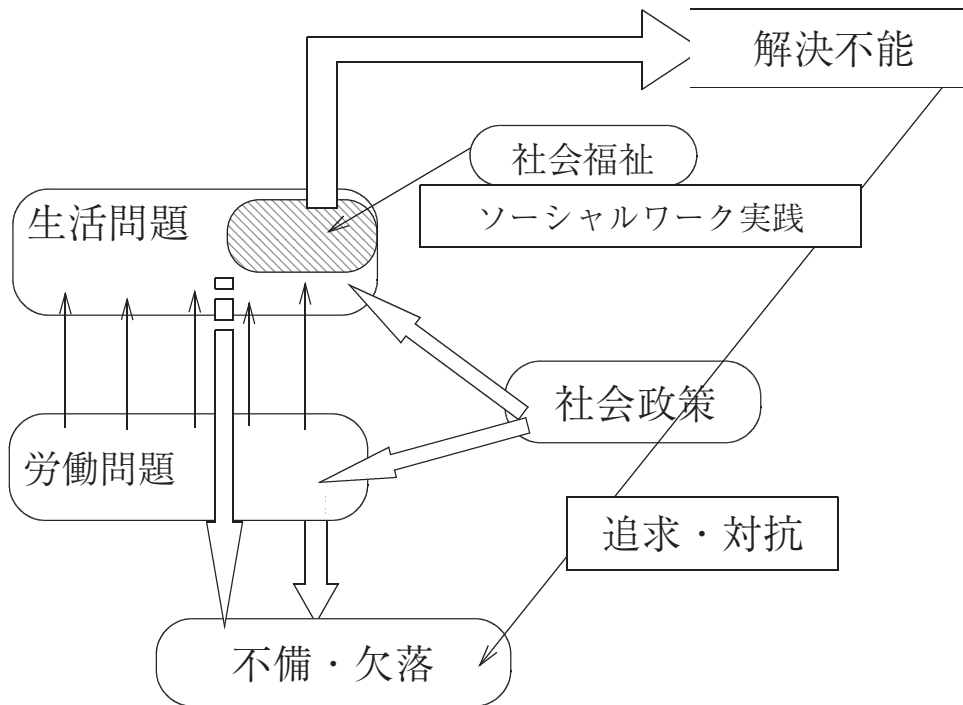 解決不能
社会福祉
ソーシャルワーク実践
生活問題
社会政策
労働問題
追求・対抗
不備・欠落